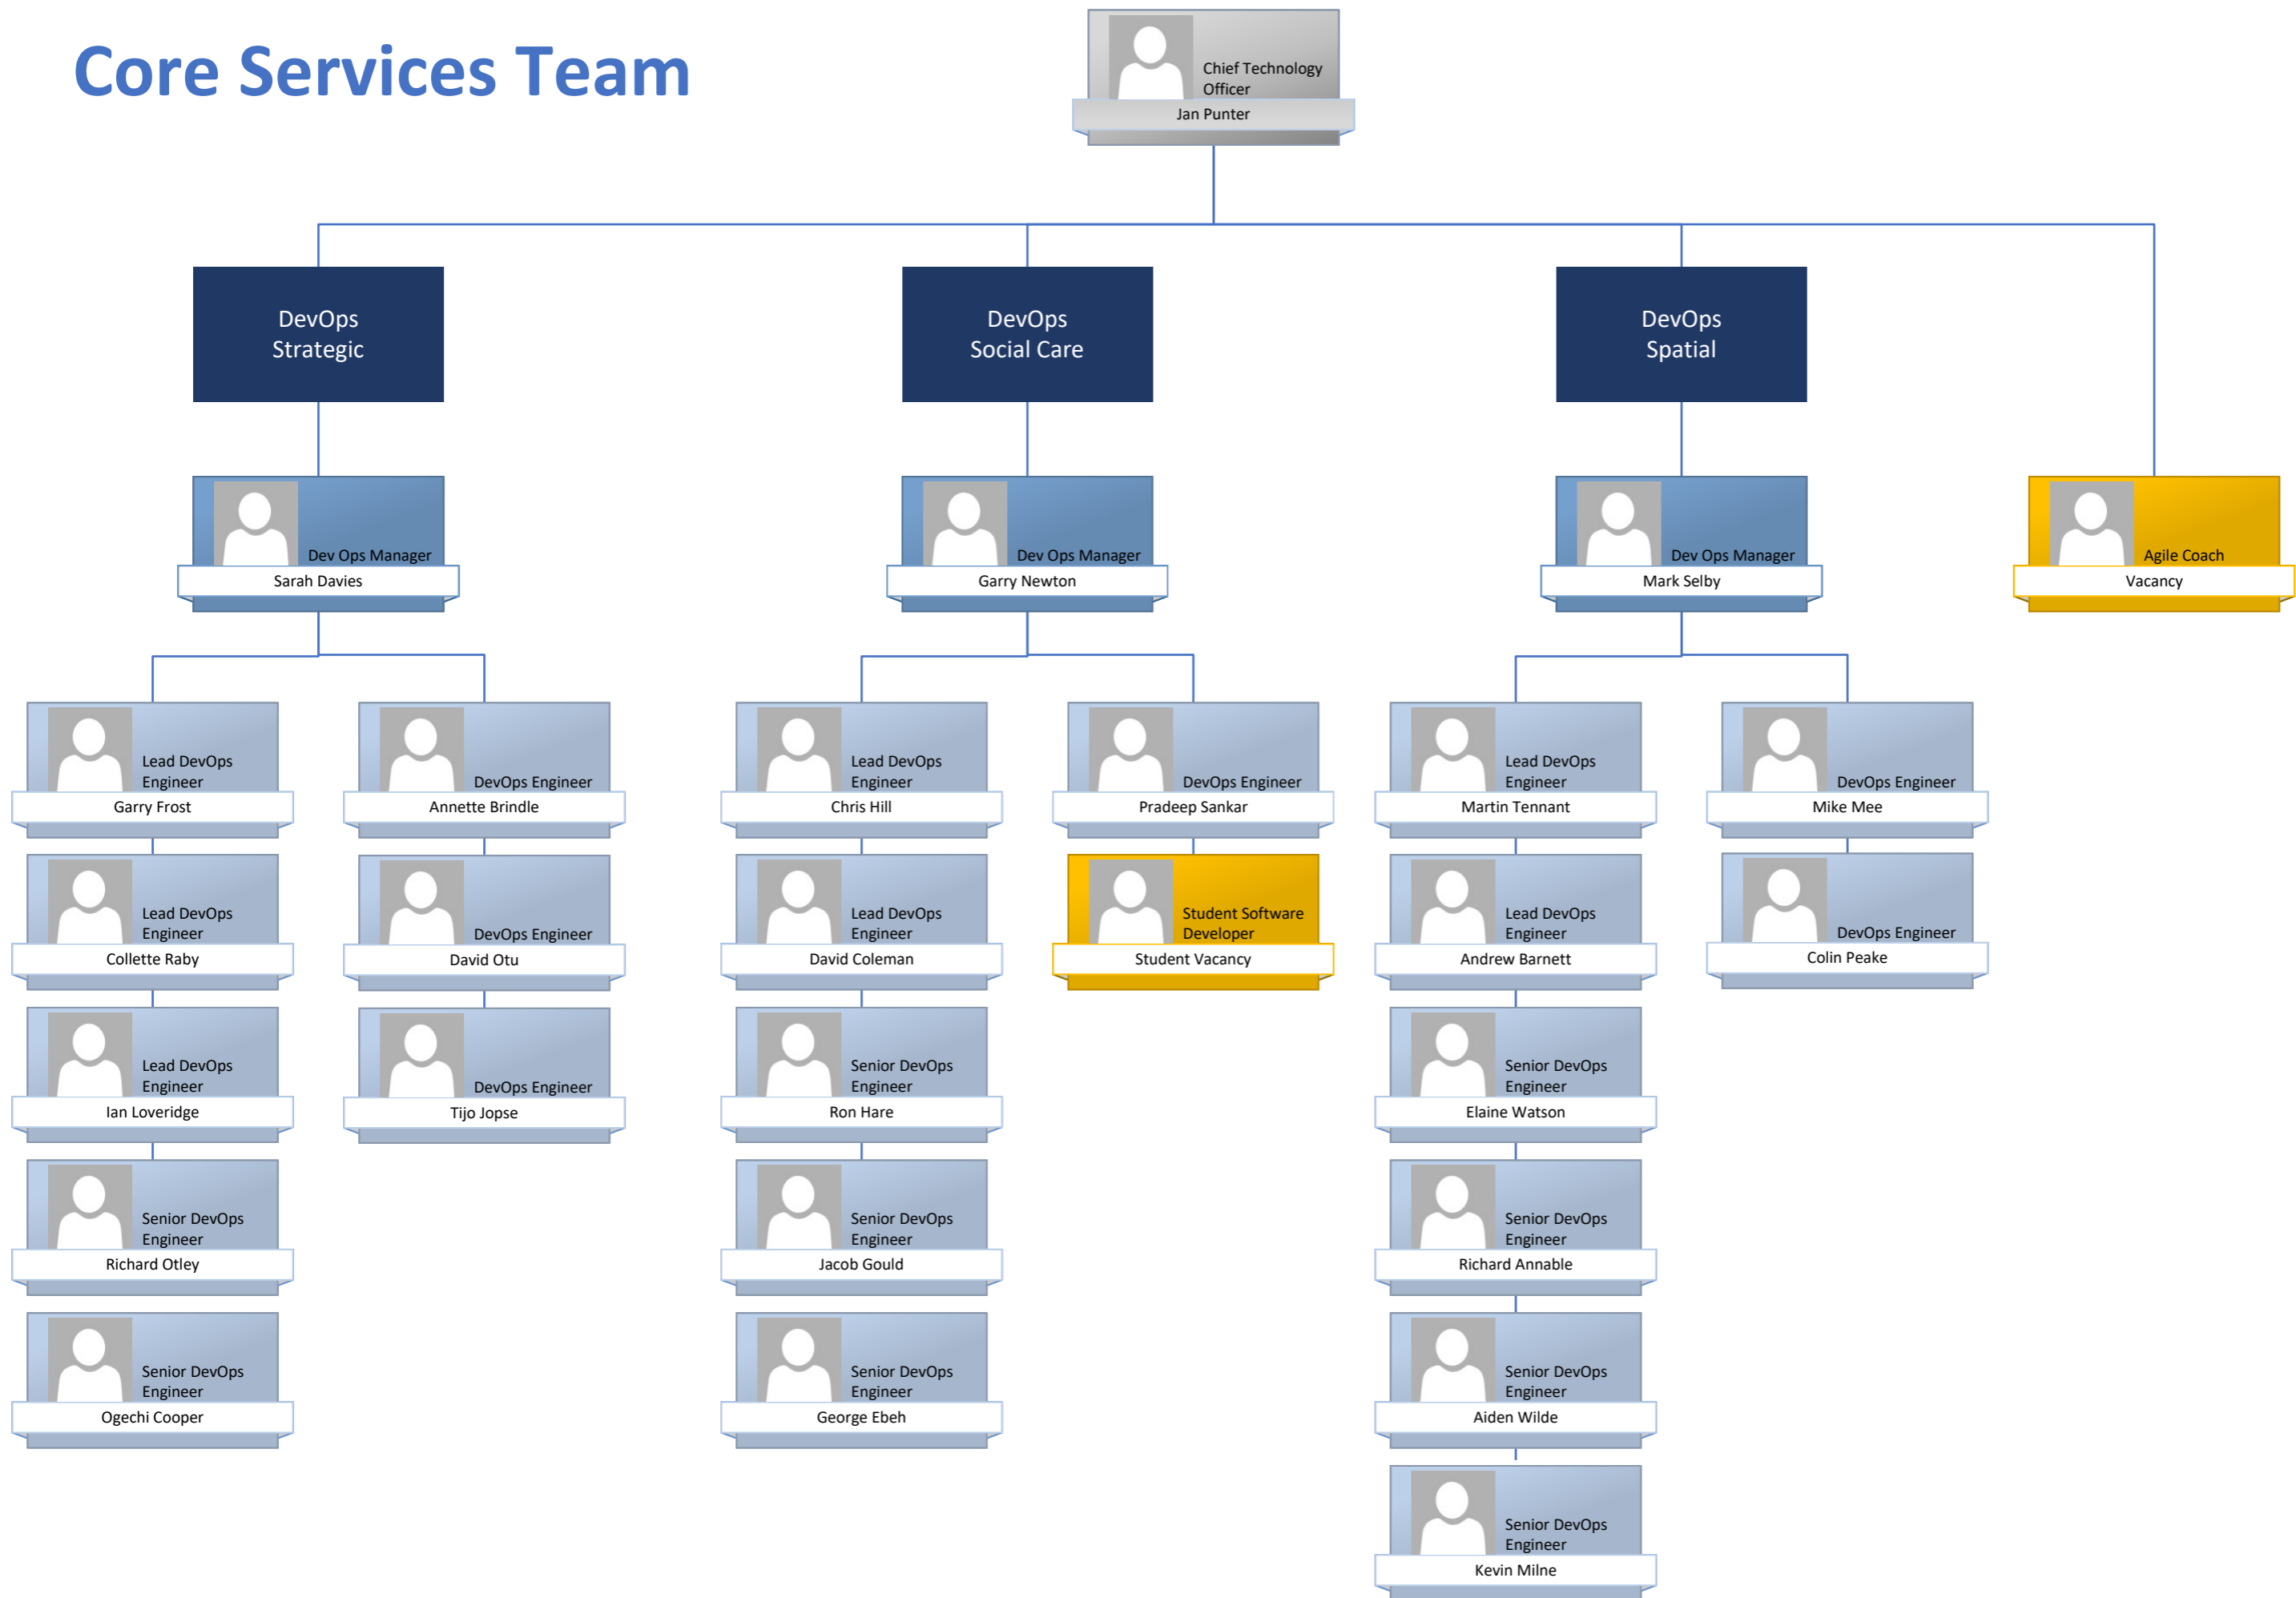 Core Services Team
Chief Technology
Officer
Jan Punter
DevOps
Strategic
DevOps
Social Care
DevOps
Spatial
Dev Ops Manager
Sarah Davies
Dev Ops Manager
Garry Newton
Dev Ops Manager
Mark Selby
Agile Coach
Vacancy
Lead DevOps
Engineer
Garry Frost
DevOps Engineer
Annette Brindle
Lead DevOps
Engineer
Chris Hill
DevOps Engineer
Pradeep Sankar
Lead DevOps
Engineer
Martin Tennant
DevOps Engineer
Mike Mee
Lead DevOps
Engineer
Collette Raby
DevOps Engineer
David Otu
Lead DevOps
Engineer
David Coleman
Student Software
Developer
Student Vacancy
Lead DevOps
Engineer
Andrew Barnett
DevOps Engineer
Colin Peake
Lead DevOps
Engineer
Ian Loveridge
DevOps Engineer
Tijo Jopse
Senior DevOps
Engineer
Ron Hare
Senior DevOps
Engineer
Elaine Watson
Senior DevOps
Engineer
Richard Otley
Senior DevOps
Engineer
Jacob Gould
Senior DevOps
Engineer
Richard Annable
Senior DevOps
Engineer
Ogechi Cooper
Senior DevOps
Engineer
George Ebeh
Senior DevOps
Engineer
Aiden Wilde
Senior DevOps
Engineer
Kevin Milne